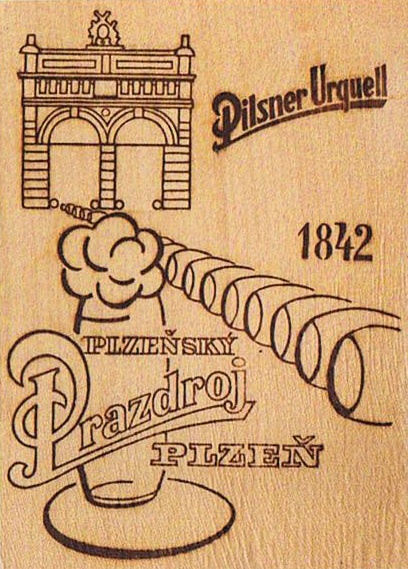 Pilsner Urquell
1842
PLZEŇSKÝ
Prazdroj
PLZEŇ